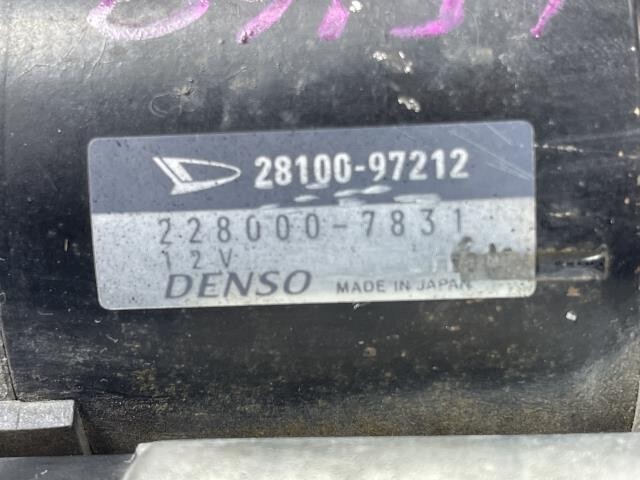 28100-97212
228000-7831
12V
DENSO MADE IN JAPAN